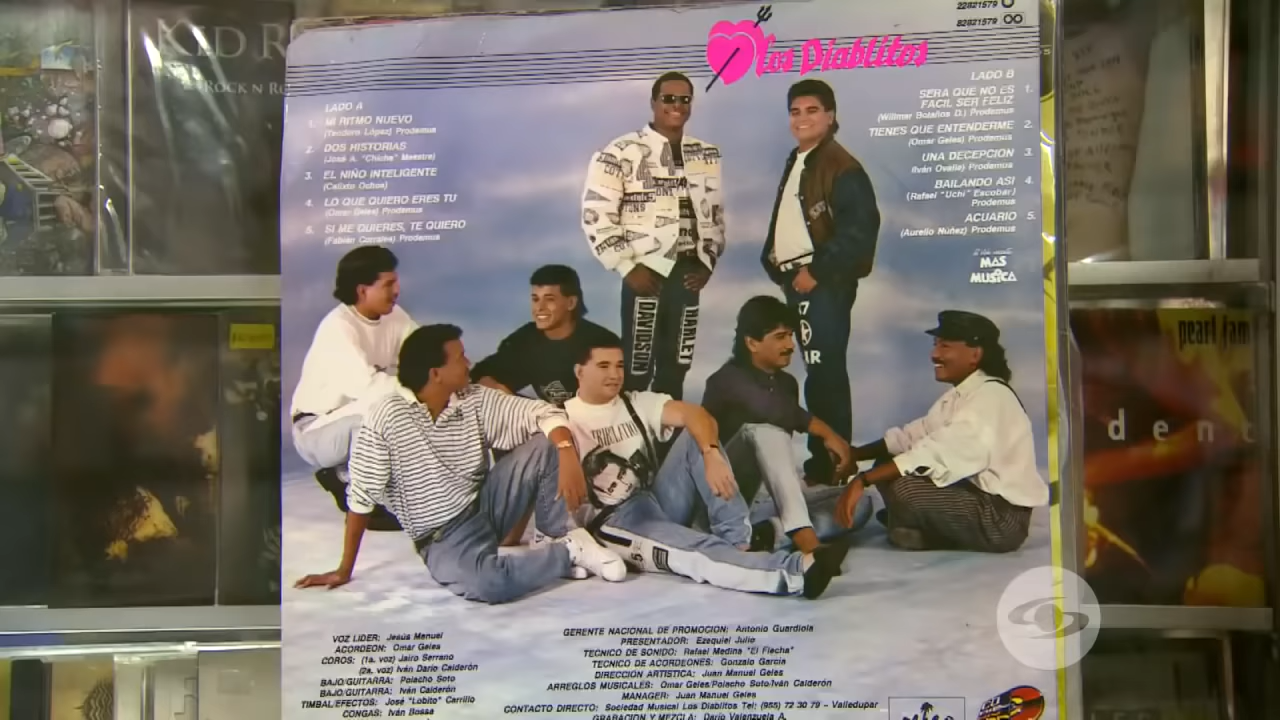 KID R
ROCK N RO
22821579
82821579
Los Diablitos
LADO A
1. MI RITMO NUEVO
(Teodoro López) Prodemus
2. DOS HISTORIAS
(José A. "Chiche" Maestre)
3. EL NIÑO INTELIGENTE
(Calixto Ochoa)
4. LO QUE QUIERO ERES TU
(Omar Geles) Prodemus
5. SI ME QUIERES, TE QUIERO
(Fabián Corrales) Prodemus
LADO B
SERA QUE NO ES 1.
FACIL SER FELIZ
(Wilmar Bolaños D.) Prodemus
TIENES QUE ENTENDERME 2.
(Omar Geles) Prodemus
UNA DECEPCION 3.
(Iván Ovalle) Prodemus
BAILANDO ASI 4.
(Rafael "Uchi" Escobar)
Prodemus
ACUARIO 5.
(Aurelio Núñez) Prodemus
MAS
MUSICA
DAVIDSON
HARLEY
pearl jam
denc
VOZ LIDER: Jesús Manuel
ACORDEON: Omar Geles
COROS: (1a. voz) Jairo Serrano
(2a. voz) Iván Darío Calderón
BAJO/GUITARRA: Polacho Soto
BAJO/GUITARRA: Iván Calderón
TIMBAL/EFECTOS: José "Lobito" Carrillo
CONGAS: Iván Bossa
GERENTE NACIONAL DE PROMOCION: Antonio Guardiola
PRESENTADOR: Ezequiel Julio
TECNICO DE SONIDO: Rafael Medina "El Flecha"
TECNICO DE ACORDEONES: Gonzalo García
DIRECCION ARTISTICA: Juan Manuel Geles
ARREGLOS MUSICALES: Omar Geles/Polacho Soto/Iván Calderón
MANAGER: Juan Manuel Geles
CONTACTO DIRECTO: Sociedad Musical Los Diablitos Tel: (955) 72 30 79 - Valledupar
GRABACION Y MEZCLA: Darío Valenzuela A.